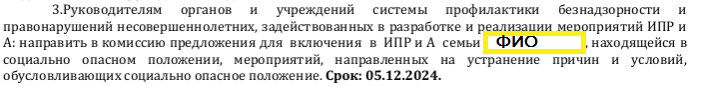 3.Руководителям органов и учреждений системы профилактики безнадзорности и
правонарушений несовершеннолетних, задействованных в разработке и реализации мероприятий ИПР и
А: направить в комиссию предложения для включения в ИПР и А семьи ФИО, находящейся в
социально опасном положении, мероприятий, направленных на устранение причин и условий,
обусловливающих социально опасное положение. Срок: 05.12.2024.